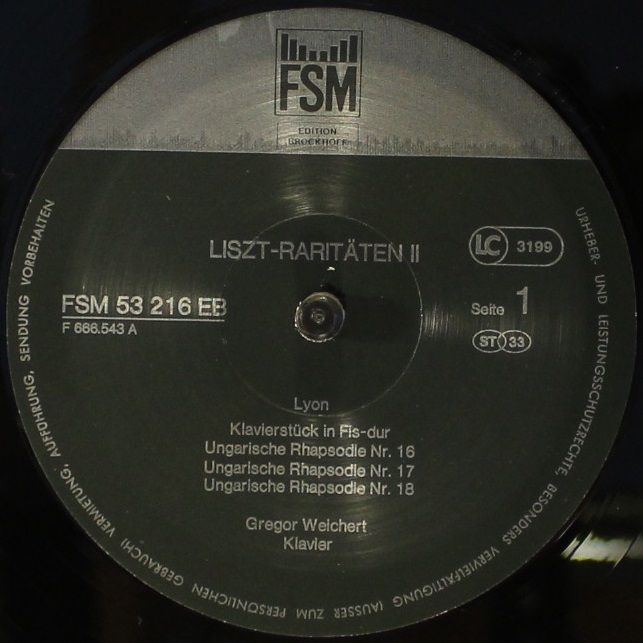 FSM
EDITION
BROCKHOFF
LISZT-RARITÄTEN II
LC 3199
FSM 53 216 EB
F 666.543 A
Seite 1
ST 33
Lyon
Klavierstück in Fis-dur
Ungarische Rhapsodie Nr. 16
Ungarische Rhapsodie Nr. 17
Ungarische Rhapsodie Nr. 18
Gregor Weichert
Klavier
URHEBER- UND LEISTUNGSSCHUTZRECHTE, BESONDERS VERVIELFÄLTIGUNG (AUSSER ZUM PERSÖNLICHEN GEBRAUCH) VERMIETUNG, AUFFÜHRUNG, SENDUNG VORBEHALTEN